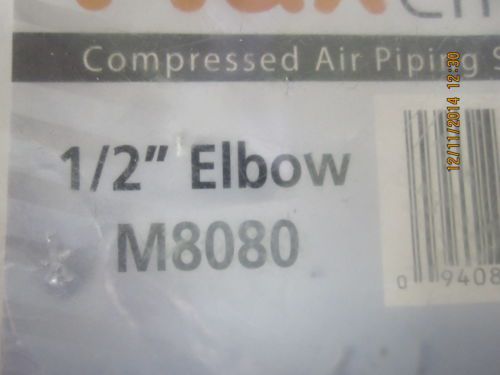 Compressed Air Piping S
1/2” Elbow
M8080
0 9408
12/11/2014 12:30